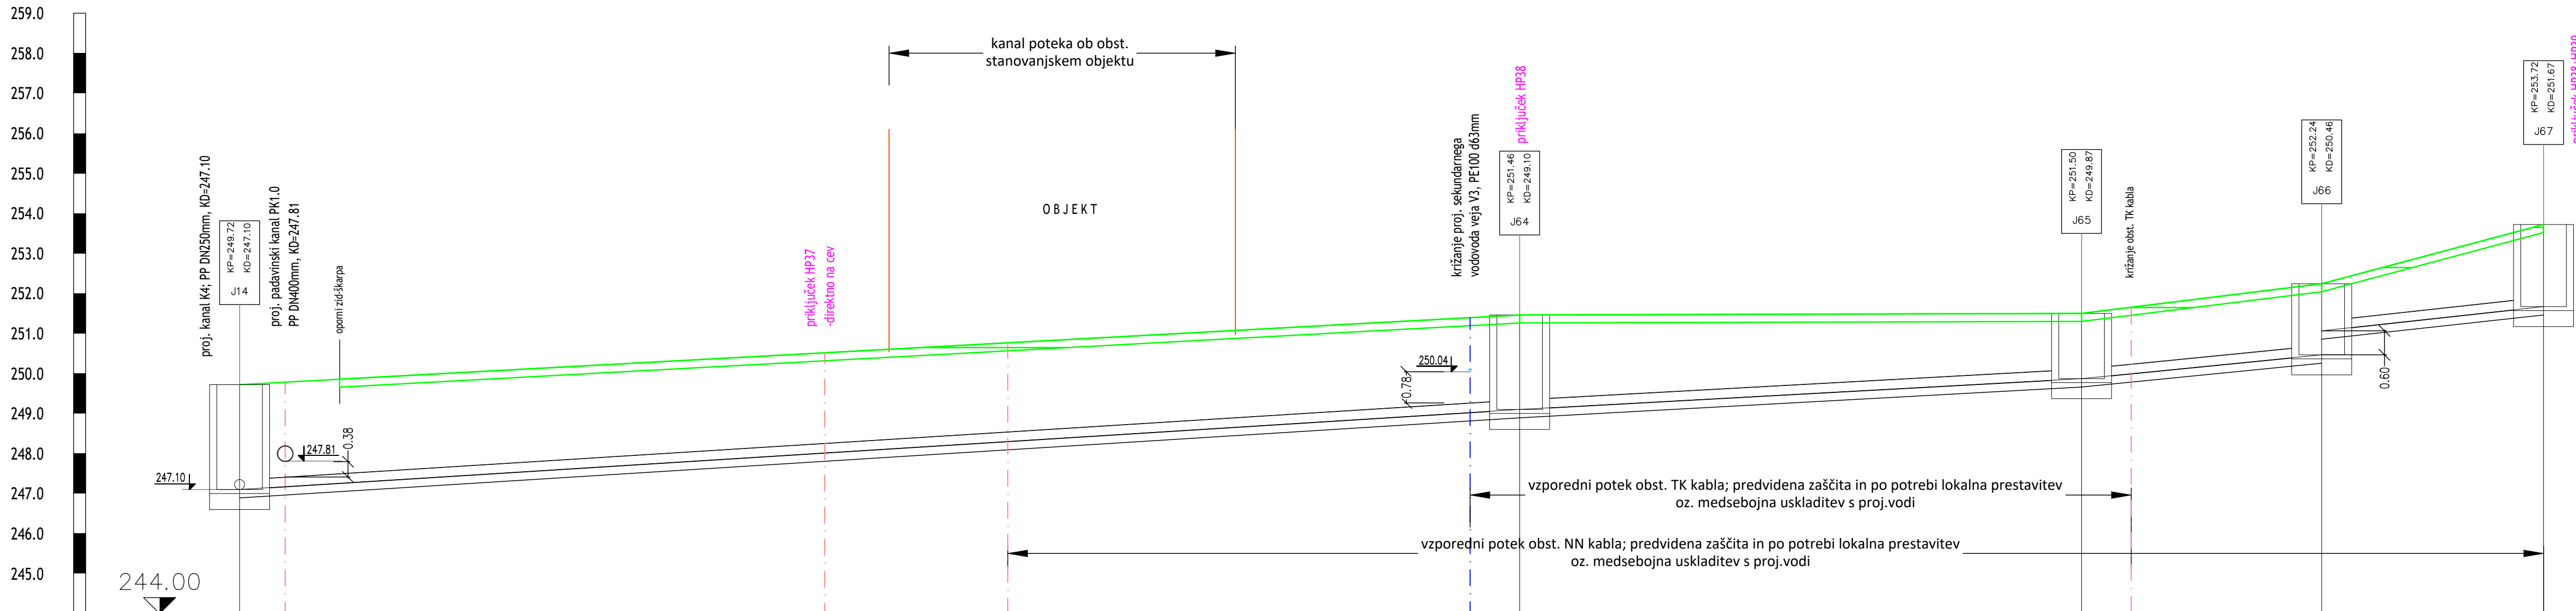 259.0
258.0
257.0
256.0
255.0
254.0
253.0
252.0
251.0
250.0
249.0
248.0
247.0
246.0
245.0
244.00
proj. kanal K4; PP DN250mm, KD=247.10
KP=249.72
KD=247.10
J14
proj. padavinski kanal PK1.0
PP DN400mm, KD=247.81
oporni zid-škarpa
247.10
247.81
0.38
priključek HP37
-direktno na cev
kanal poteka ob obst.
stanovanjskem objektu
OBJEKT
križanje proj. sekundarnega
vodovoda veja V3, PE100 d63mm
250.04
0.78
priključek HP38
KP=251.46
KD=249.10
J64
vzporedni potek obst. TK kabla; predvidena zaščita in po potrebi lokalna prestavitev
oz. medsebojna uskladitev s proj.vodi
vzporedni potek obst. NN kabla; predvidena zaščita in po potrebi lokalna prestavitev
oz. medsebojna uskladitev s proj.vodi
KP=251.50
KD=249.87
J65
križanje obst. TK kabla
KP=252.24
KD=250.46
J66
0.60
KP=253.72
KD=251.67
J67